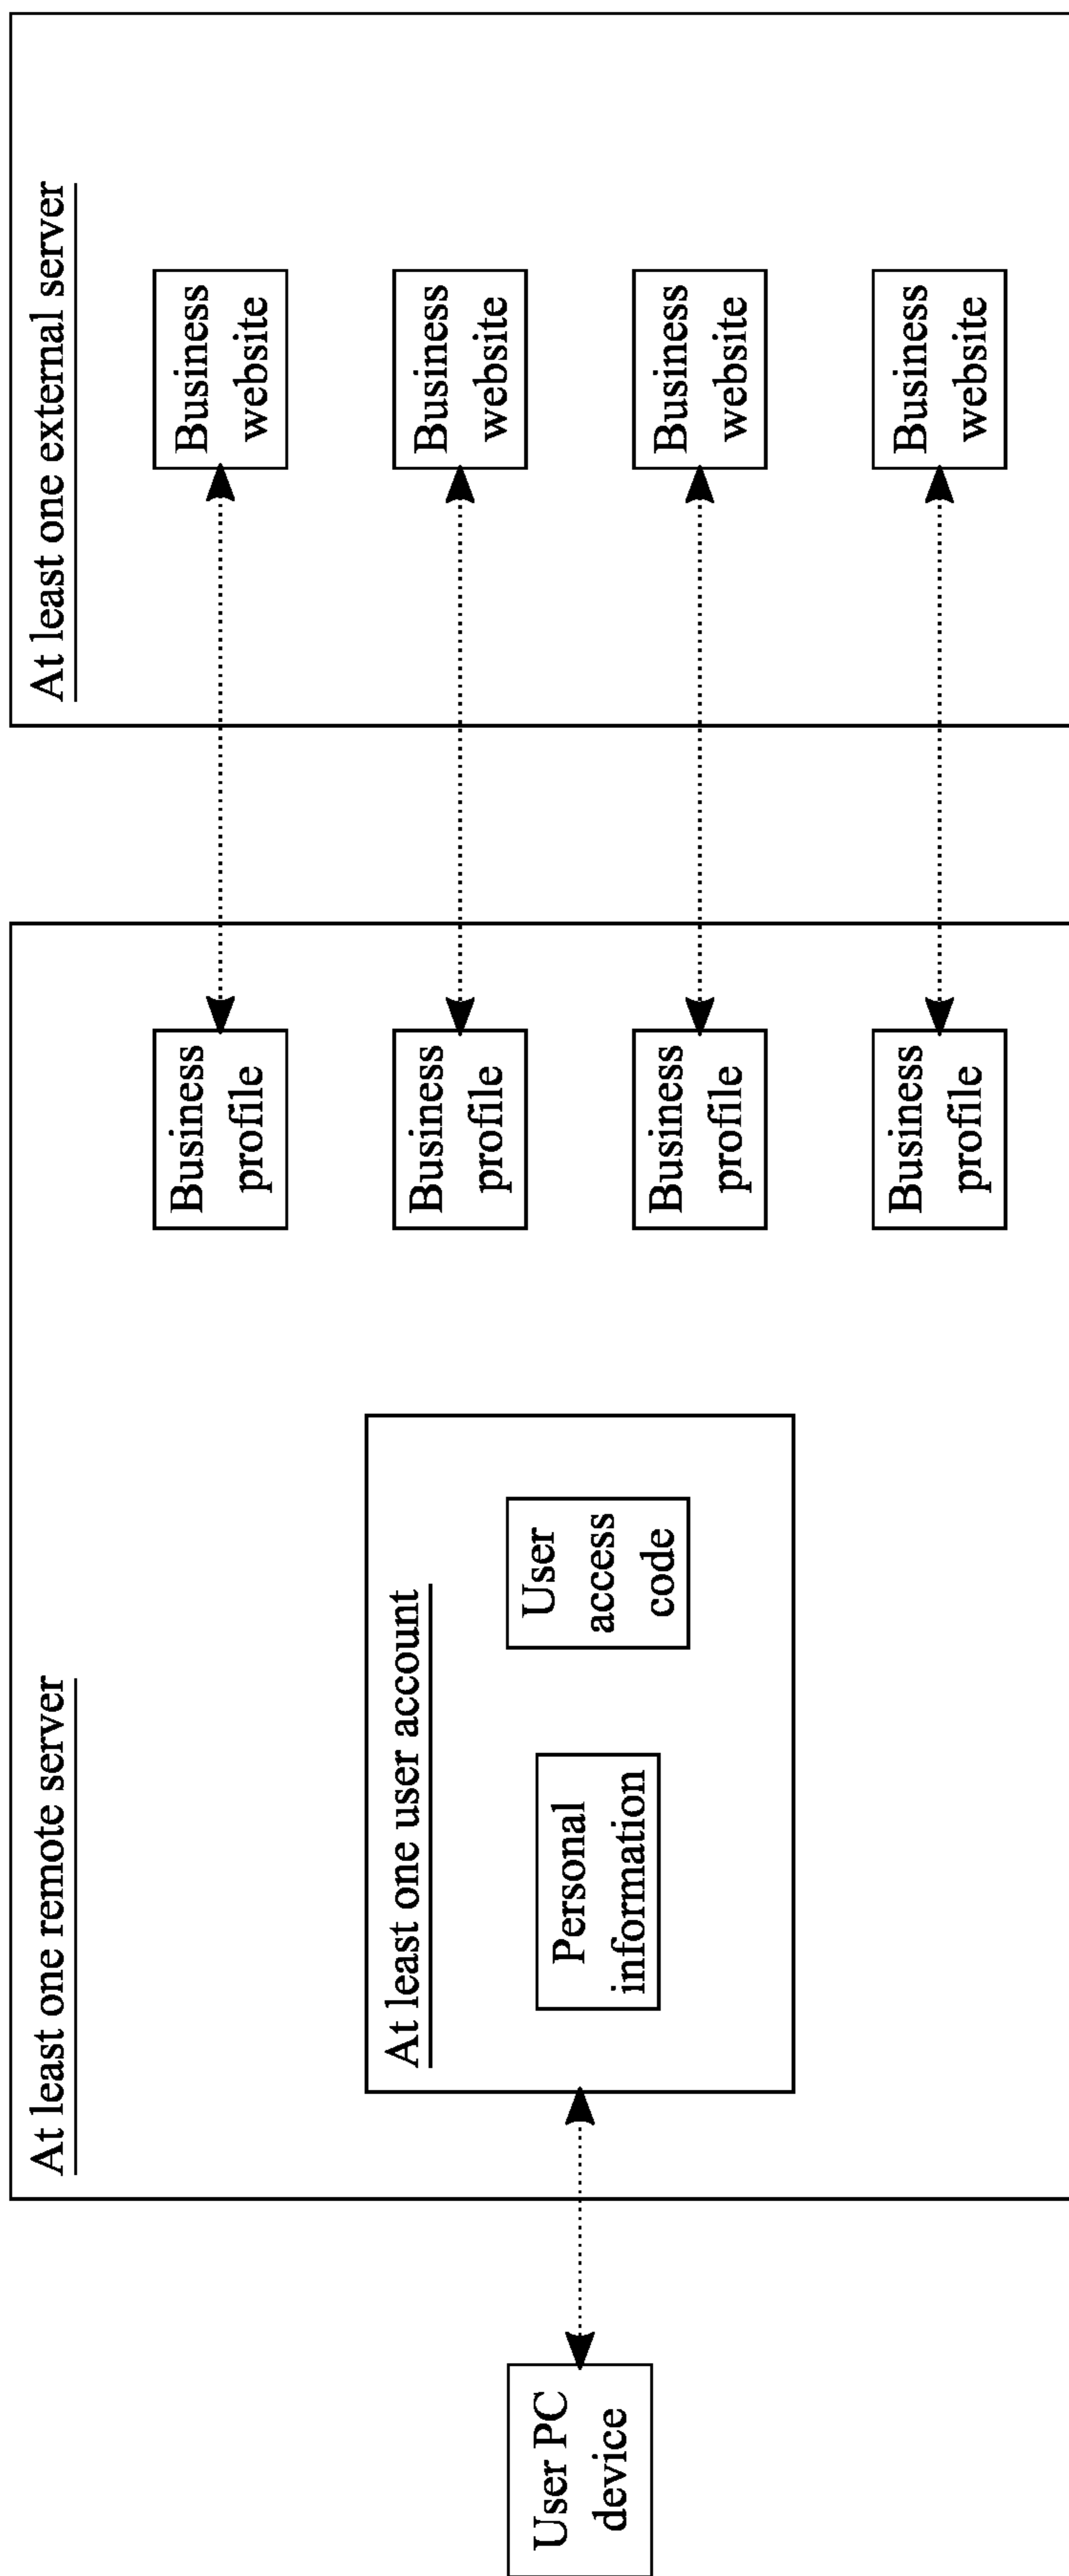 User PC
device
At least one remote server
At least one user account
Personal
information
User
access
code
Business
profile
Business
profile
Business
profile
Business
profile
At least one external server
Business
website
Business
website
Business
website
Business
website